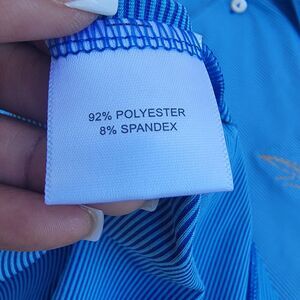 92% POLYESTER
8% SPANDEX